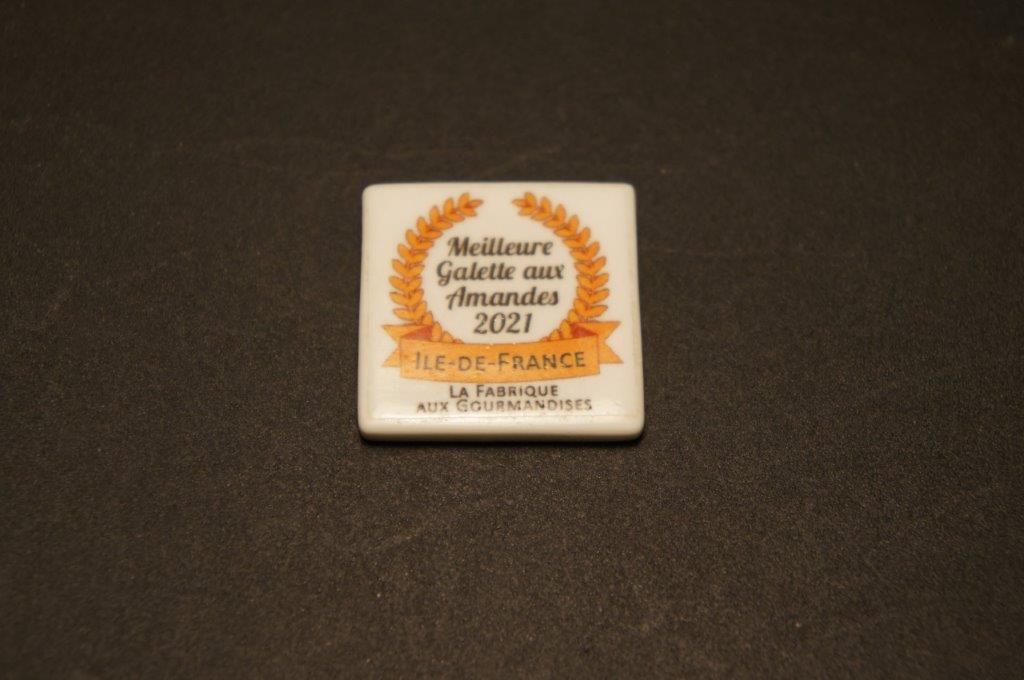 Meilleure
Galette aux
Amandes
2021
ILE-DE-FRANCE
LA FABRIQUE
AUX GOURMANDISES